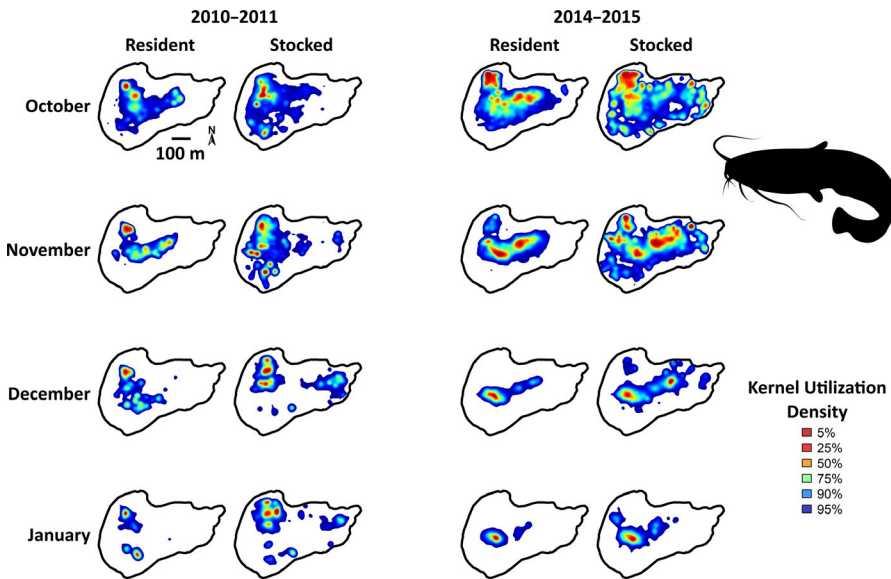 2010–2011
2014–2015
Resident
Stocked
Resident
Stocked
October
N
100 m
November
December
January
Kernel Utilization
Density
5%
25%
50%
75%
90%
95%